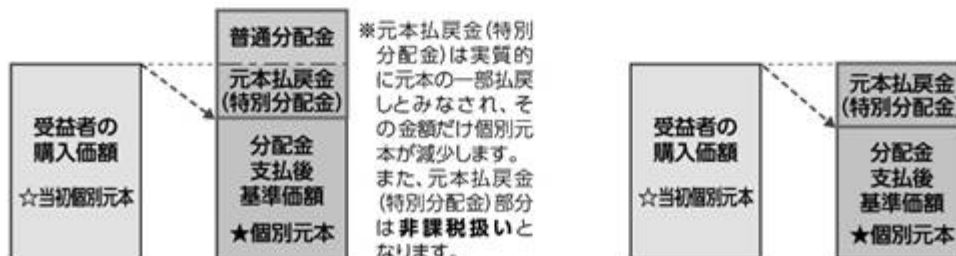 普通分配金
元本払戻金
(特別分配金)
受益者の
購入価額
☆当初個別元本
分配金
支払後
基準価額
★個別元本
※元本払戻金(特別
分配金)は実質的
に元本の一部払戻
しとみなされ、そ
の金額だけ個別元
本が減少します。
また、元本払戻金
(特別分配金)部分
は非課税扱いと
なります。
受益者の
購入価額
☆当初個別元本
元本払戻金
(特別分配金
分配金
支払後
基準価額
★個別元本